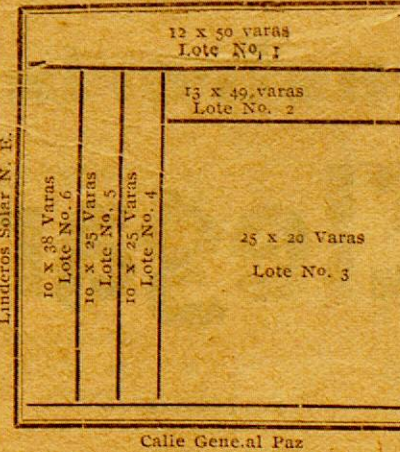 12 x 50 varas
Lote No. 1
13 x 49 varas
Lote No. 2
Linderos Solar N. E.
10 x 38 Varas
Lote No. 6
10 x 25 Varas
Lote No. 5
10 x 25 Varas
Lote No. 4
25 x 20 Varas
Lote No. 3
Calle Gene.al Paz